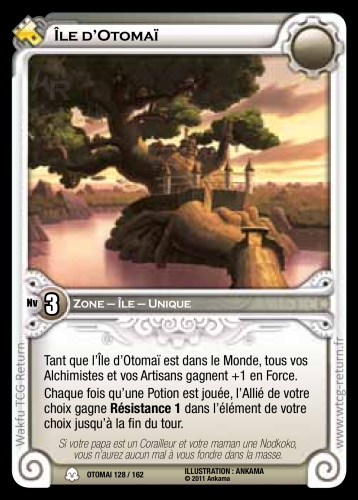 ÎLE D'OTOMAÏ
Nv 3 ZONE – ÎLE – UNIQUE
Tant que l'Île d'Otomaï est dans le Monde, tous vos
Alchimistes et vos Artisans gagnent +1 en Force.
Chaque fois qu'une Potion est jouée, l'Allié de votre
choix gagne Résistance 1 dans l'élément de votre
choix jusqu'à la fin du tour.
Si votre papa est un Corailleur et votre maman une Nodkoko,
vous n'aurez aucun mal à vous fondre dans la masse.
OTOMAI 128 / 162
ILLUSTRATION : ANKAMA
© 2011 Ankama
Wakfu TCG Return
www.wtcg-return.fr